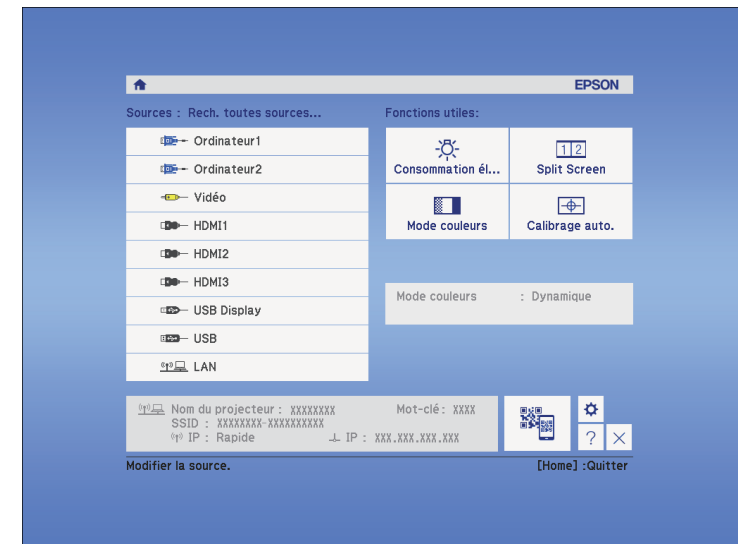 EPSON
Sources : Rech. toutes sources...
Ordinateur1
Ordinateur2
Vidéo
HDMI1
HDMI2
HDMI3
USB Display
USB
LAN
Fonctions utiles:
Consommation él...
1 2
Split Screen
Mode couleurs
Calibrage auto.
Mode couleurs : Dynamique
Nom du projecteur : XXXXXXXX Mot-clé : XXXX
SSID : XXXXXXXX-XXXXXXXXXX
IP : Rapide IP : XXX.XXX.XXX.XXX
?
Modifier la source. [Home] :Quitter